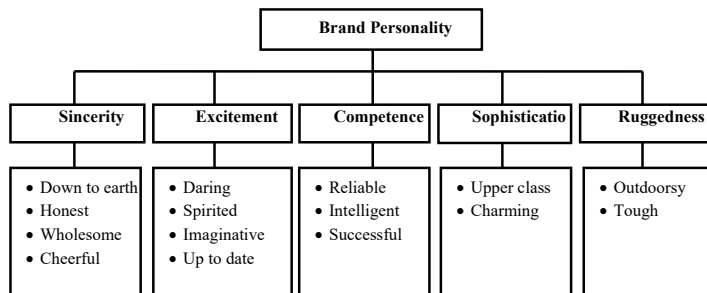 Brand Personality
Sincerity
Excitement
Competence
Sophisticatio
Ruggedness
• Down to earth
• Honest
• Wholesome
• Cheerful
• Daring
• Spirited
• Imaginative
• Up to date
• Reliable
• Intelligent
• Successful
• Upper class
• Charming
• Outdoorsy
• Tough